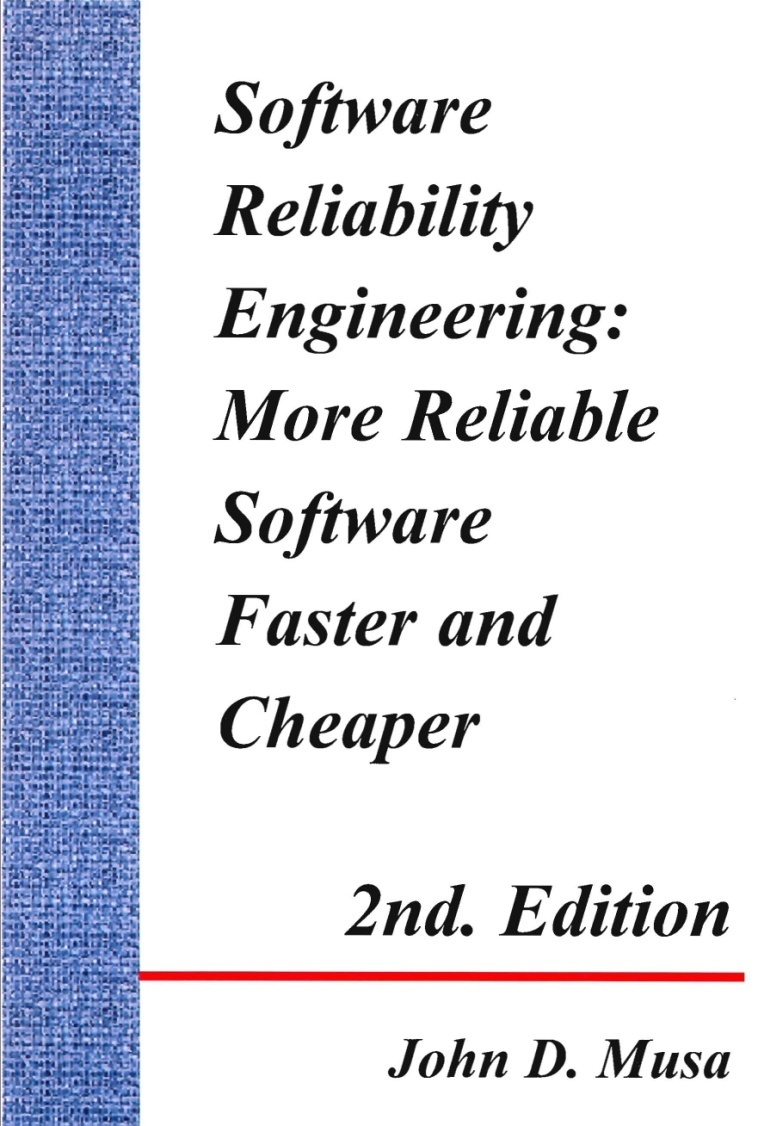 Software
Reliability
Engineering:
More Reliable
Software
Faster and
Cheaper
2nd. Edition
John D. Musa